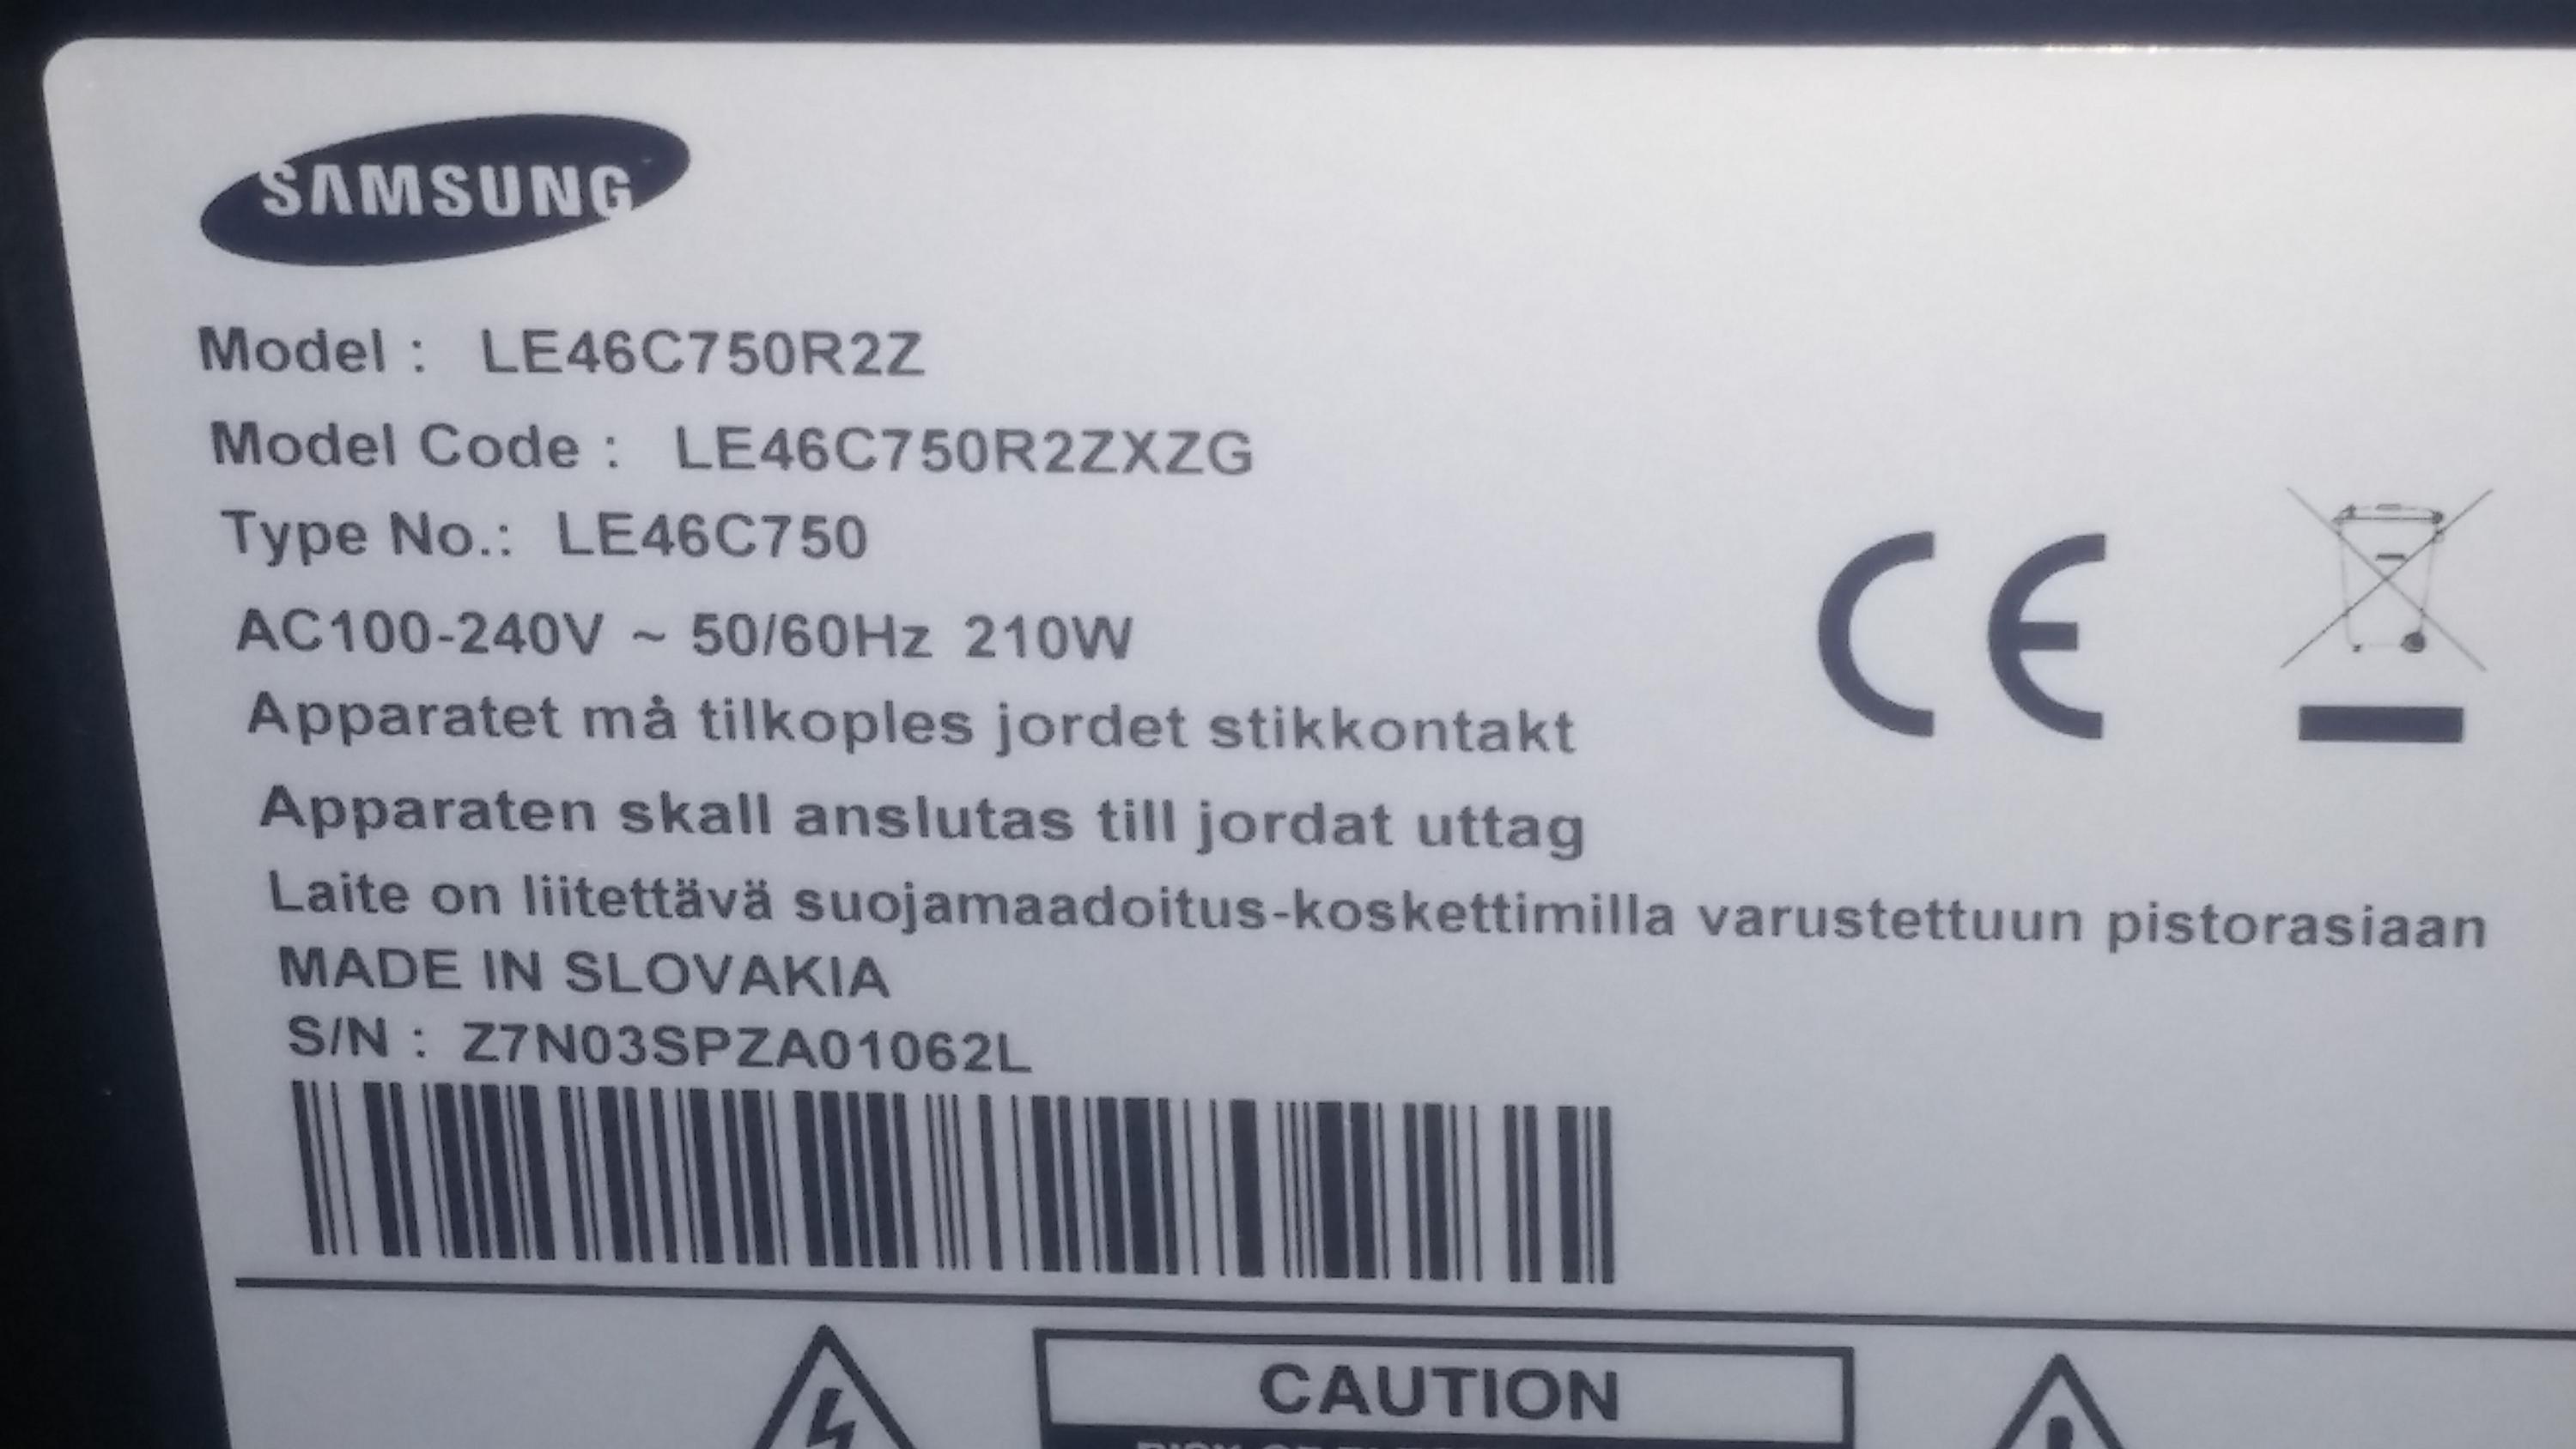 SAMSUNG
Model : LE46C750R2Z
Model Code : LE46C750R2ZXZG
Type No.: LE46C750
AC100-240V ~ 50/60Hz 210W
Apparatet må tilkoples jordet stikkontakt
Apparaten skall anslutas till jordat uttag
Laite on liitettävä suojamaadoitus-koskettimilla varustettuun pistorasiaan
MADE IN SLOVAKIA
S/N : Z7N03SPZA01062L
CAUTION